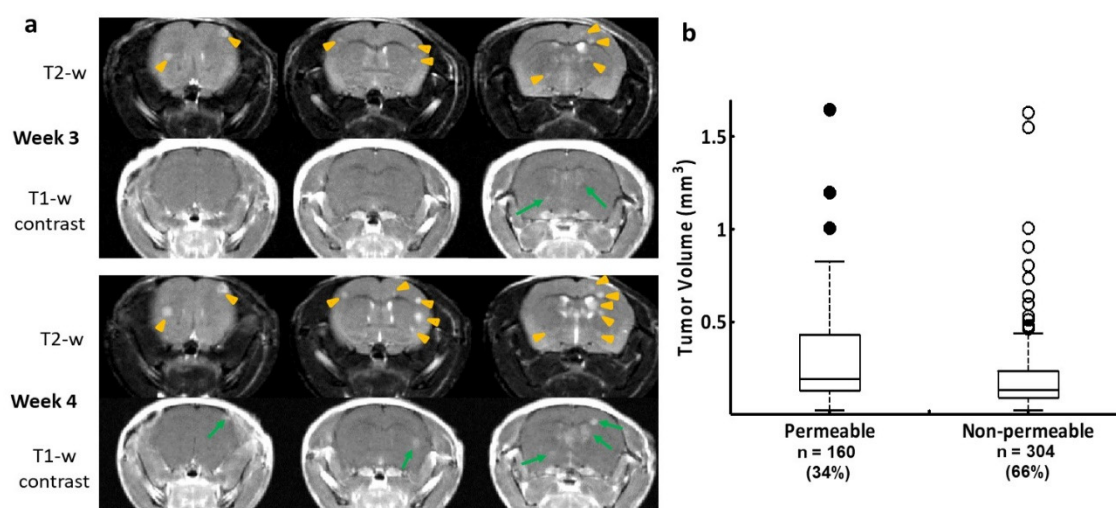 a
T2-w
Week 3
T1-w
contrast
T2-w
Week 4
T1-w
contrast
b
Tumor Volume (mm³)
1.5
1
0.5
Permeable
n = 160
(34%)
Non-permeable
n = 304
(66%)